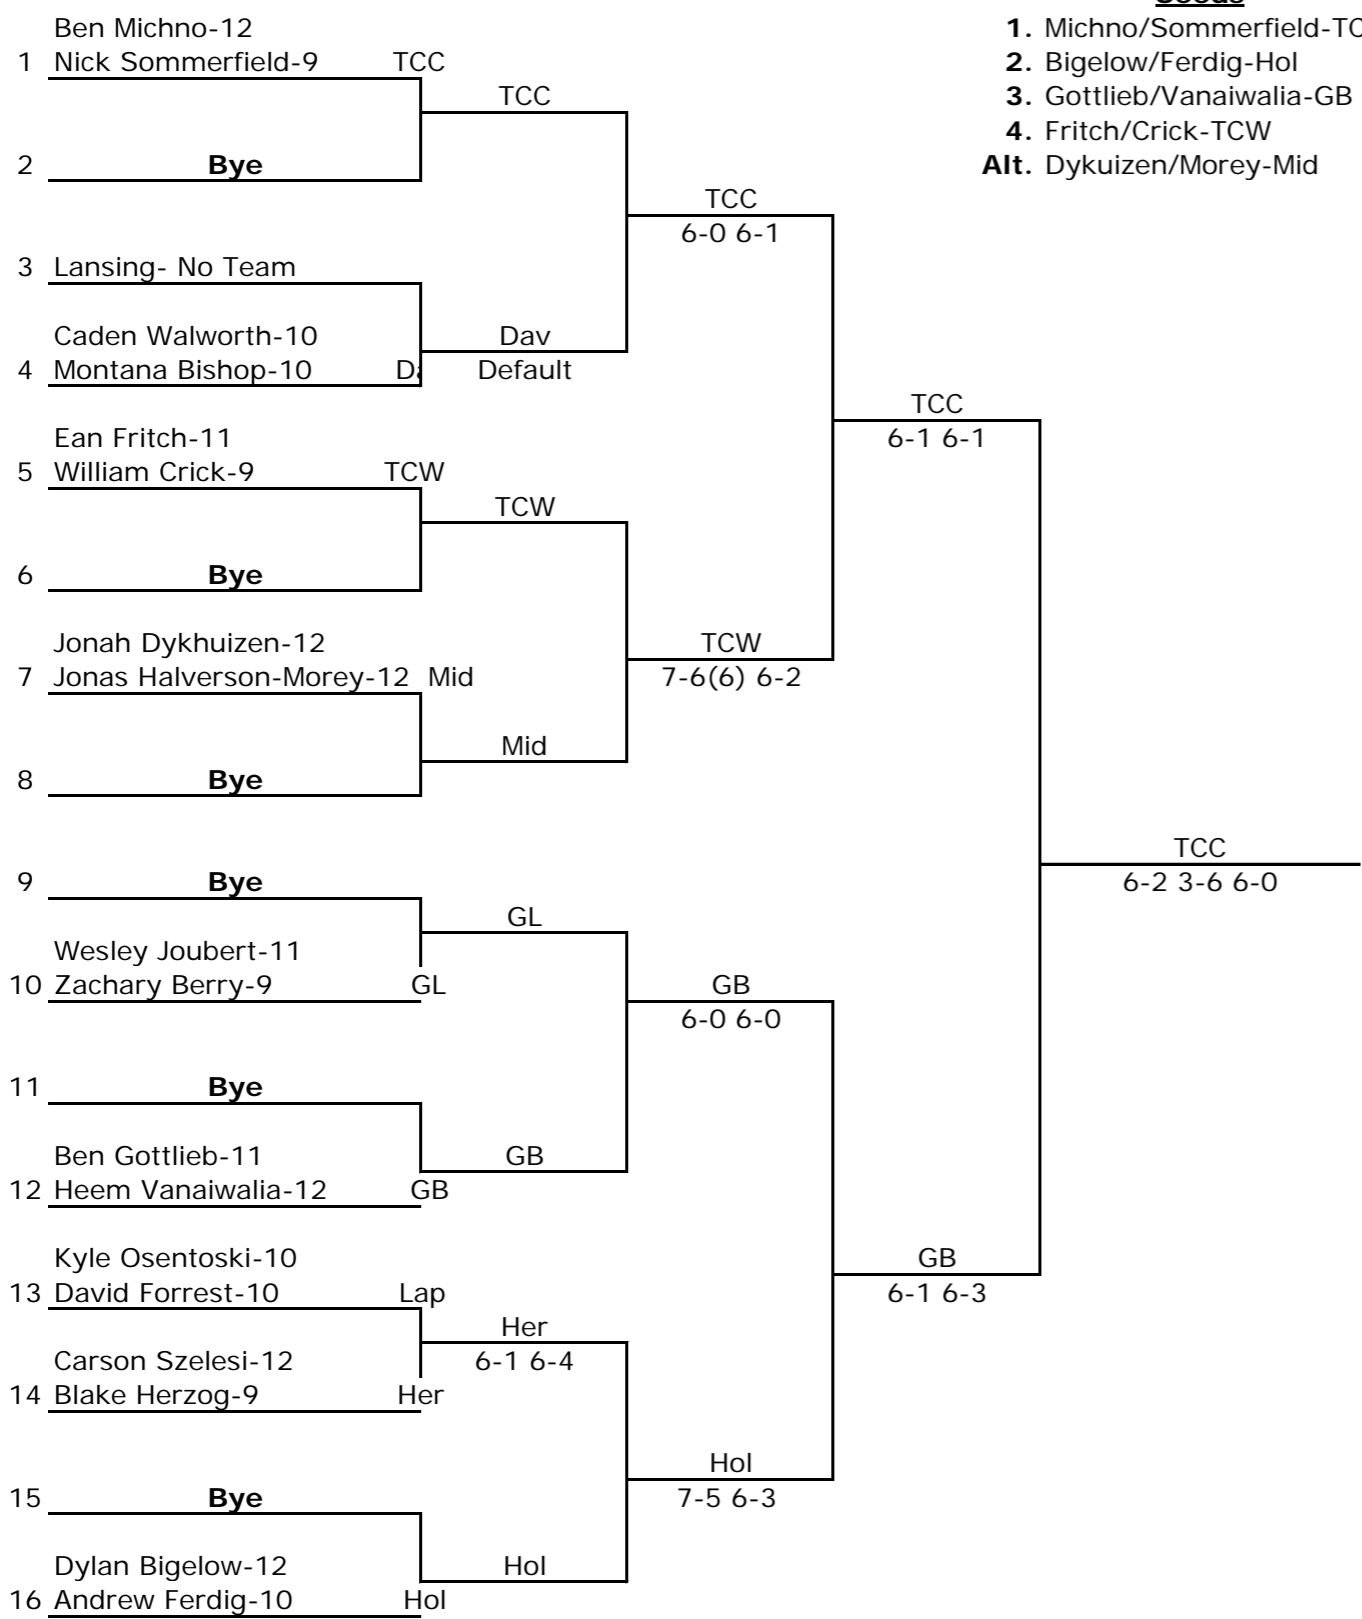 Ben Michno-12
1 Nick Sommerfield-9 TCC
TCC
2 Bye
TCC
6-0 6-1
3 Lansing- No Team
Caden Walworth-10
Dav
4 Montana Bishop-10 Default
TCC
6-1 6-1
Ean Fritch-11
5 William Crick-9 TCW
TCW
6 Bye
Jonah Dykhuizen-12
TCW
7 Jonas Halverson-Morey-12 Mid
7-6(6) 6-2
Mid
8 Bye
TCC
6-2 3-6 6-0
9 Bye
GL
Wesley Joubert-11
10 Zachary Berry-9 GL
GB
6-0 6-0
11 Bye
Ben Gottlieb-11
GB
12 Heem Vanaiwalia-12 GB
Kyle Osentoski-10
GB
13 David Forrest-10 Lap
6-1 6-3
Her
Carson Szelesi-12
6-1 6-4
14 Blake Herzog-9 Her
Hol
15 Bye
7-5 6-3
Dylan Bigelow-12
Hol
16 Andrew Ferdig-10 Hol
1. Michno/Sommerfield-TC
2. Bigelow/Ferdig-Hol
3. Gottlieb/Vanaiwalia-GB
4. Fritch/Crick-TCW
Alt. Dykuizen/Morey-Mid